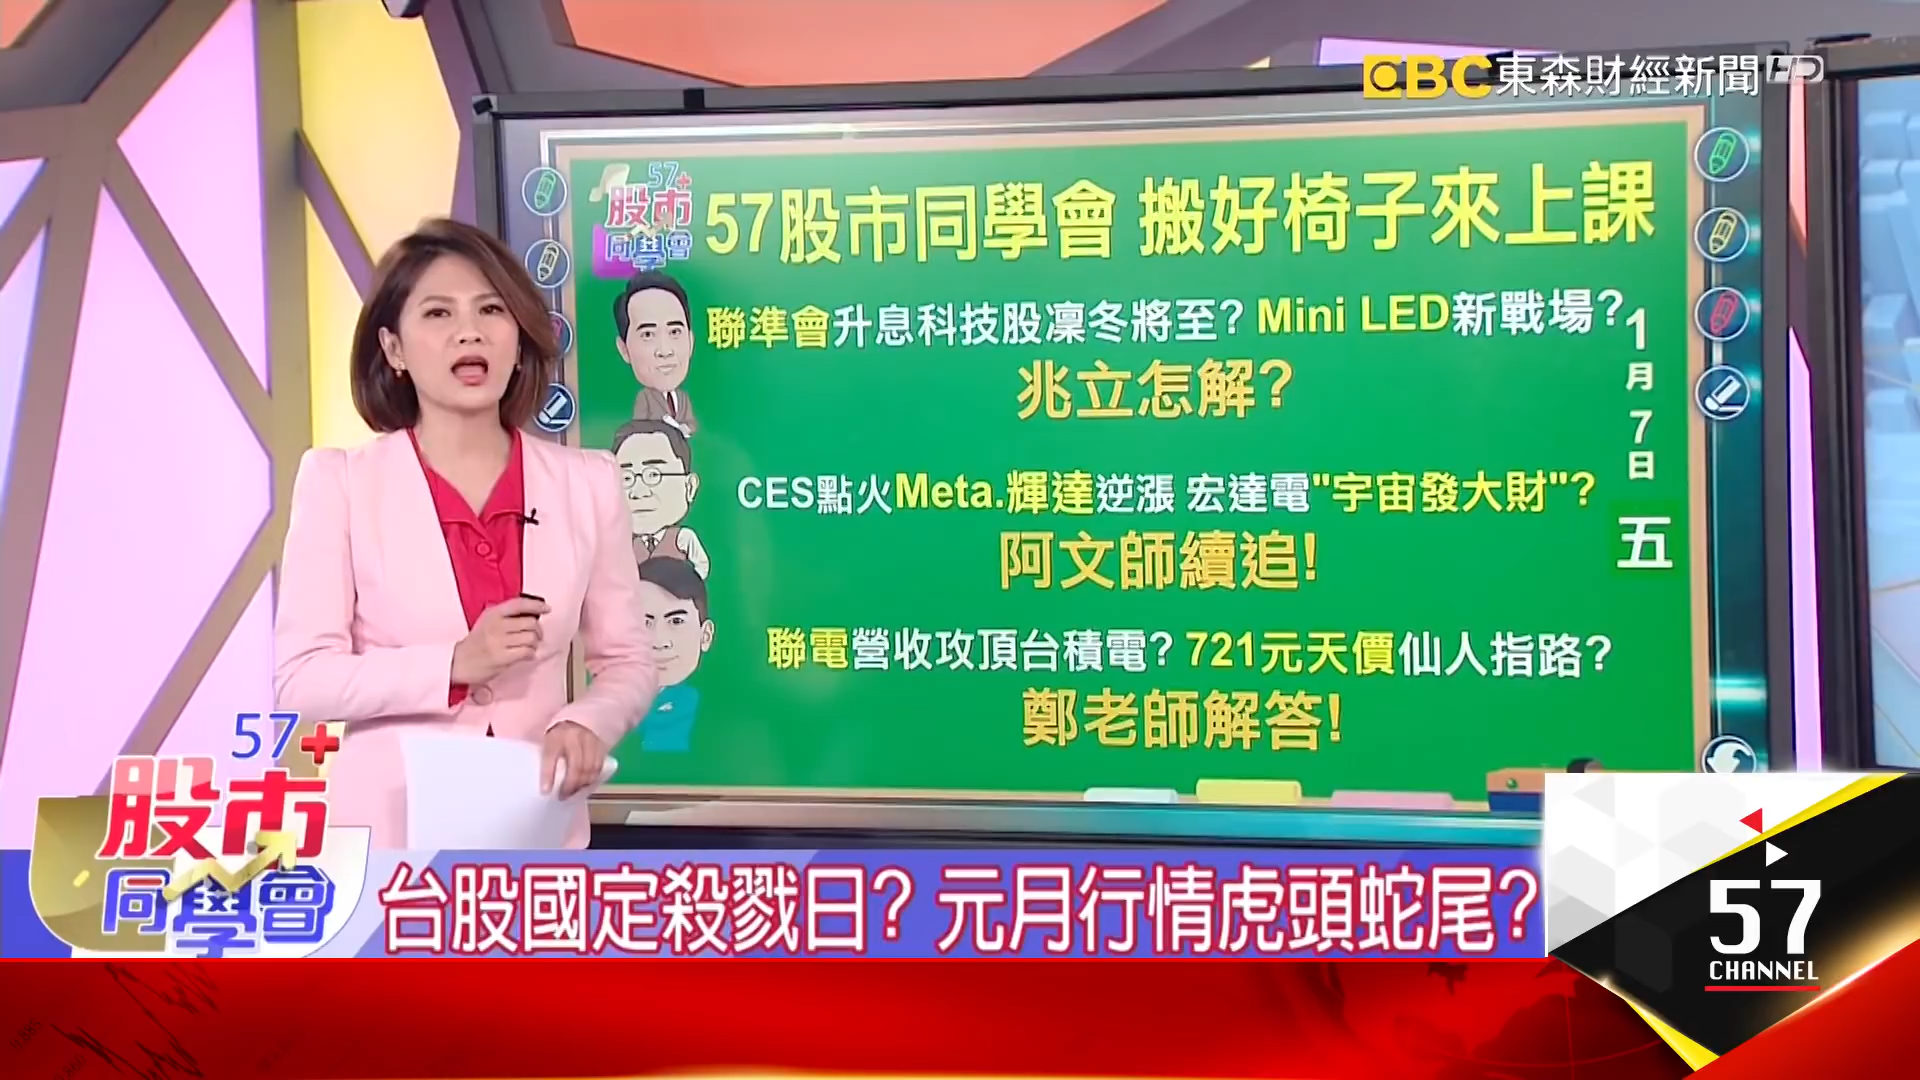 EBC東森財經新聞HD
57+
股市
同學會
57股市同學會 搬好椅子來上課
聯準會升息科技股凜冬將至? Mini LED新戰場?
兆立怎解?
1月7日 五
CES點火Meta.輝達逆漲 宏達電"宇宙發大財"?
阿文師續追!
聯電營收攻頂台積電? 721元天價仙人指路?
鄭老師解答!
57+
股市
同學會
台股國定殺戮日? 元月行情虎頭蛇尾?
57
CHANNEL